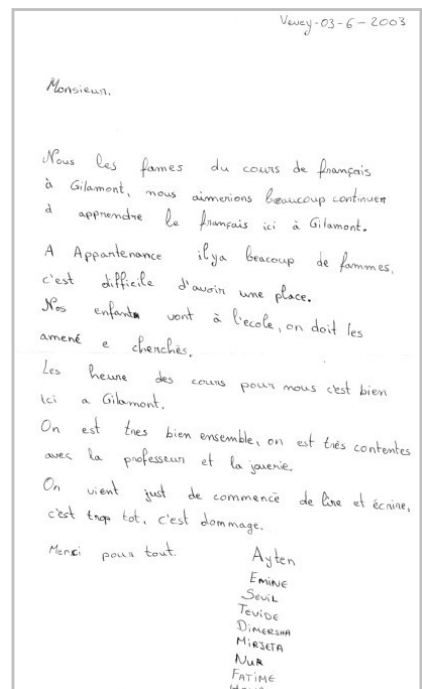 Vevey-03-6-2003
Monsieur.
Nous les fames du cours de français
à Gilamont, nous aimerions beaucoup continuer
à apprendre le français ici à Gilamont.
A Appartenance ilya beacoup de fammes,
c'est difficile d'avoir une place.
Nos enfants vont à l'ecole, on doit les
amené e cherchés.
Les heure des cours pour nous c'est bien
ici a Gilamont.
On est tres bien ensemble, on est très contentes
avec la professeur et la
On vient just de commencé de lire et écrire,
c'est trop tot, c'est dommage.
Merci pour tout.
Ayten
EmiNE
Sevil
TeviDE
DimERSHA
MiRJETA
NUR
FATiME